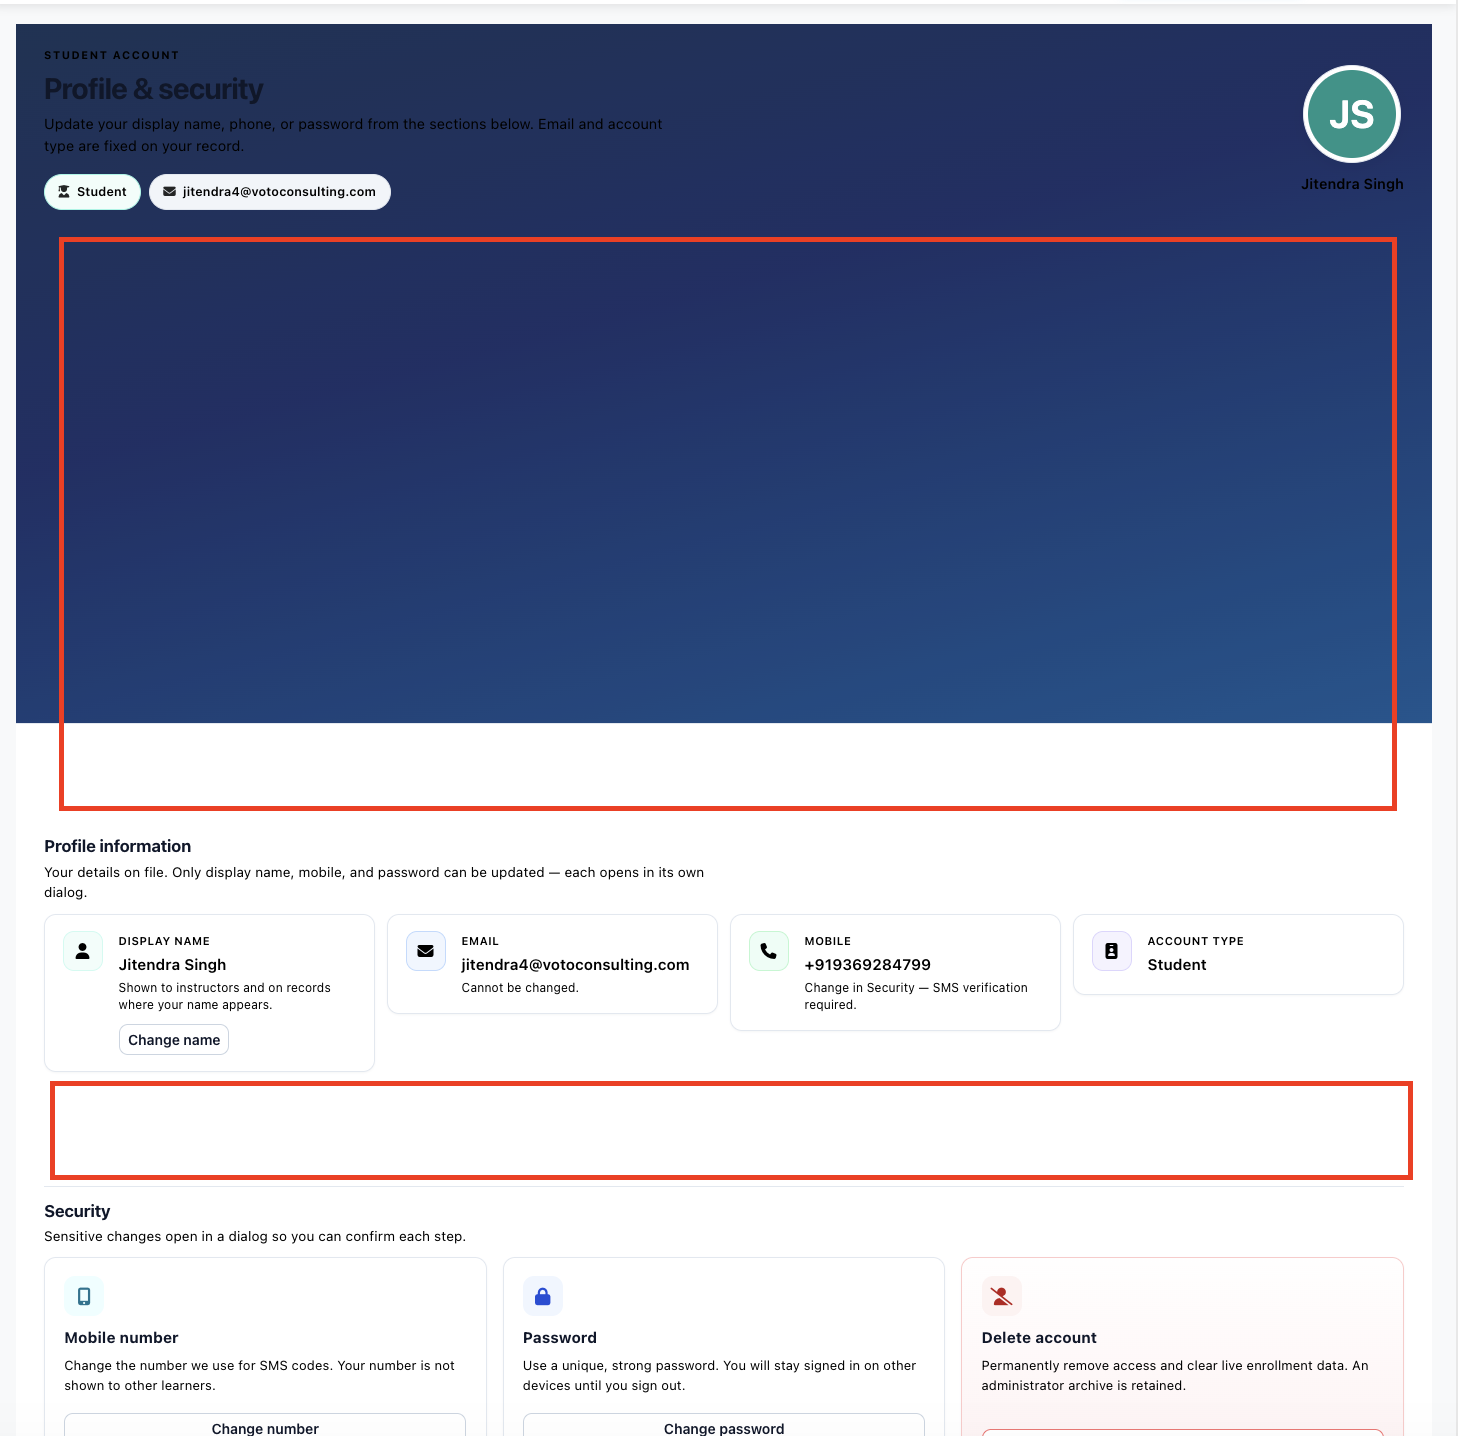 STUDENT ACCOUNT
Profile & security
Update your display name, phone, or password from the sections below. Email and account
type are fixed on your record.
Student
jitendra4@votoconsulting.com
JS
Jitendra Singh
Profile information
Your details on file. Only display name, mobile, and password can be updated — each opens in its own
dialog.
DISPLAY NAME
Jitendra Singh
Shown to instructors and on records
where your name appears.
Change name
EMAIL
jitendra4@votoconsulting.com
Cannot be changed.
MOBILE
+919369284799
Change in Security — SMS verification
required.
ACCOUNT TYPE
Student
Security
Sensitive changes open in a dialog so you can confirm each step.
Mobile number
Change the number we use for SMS codes. Your number is not
shown to other learners.
Change number
Password
Use a unique, strong password. You will stay signed in on other
devices until you sign out.
Change password
Delete account
Permanently remove access and clear live enrollment data. An
administrator archive is retained.